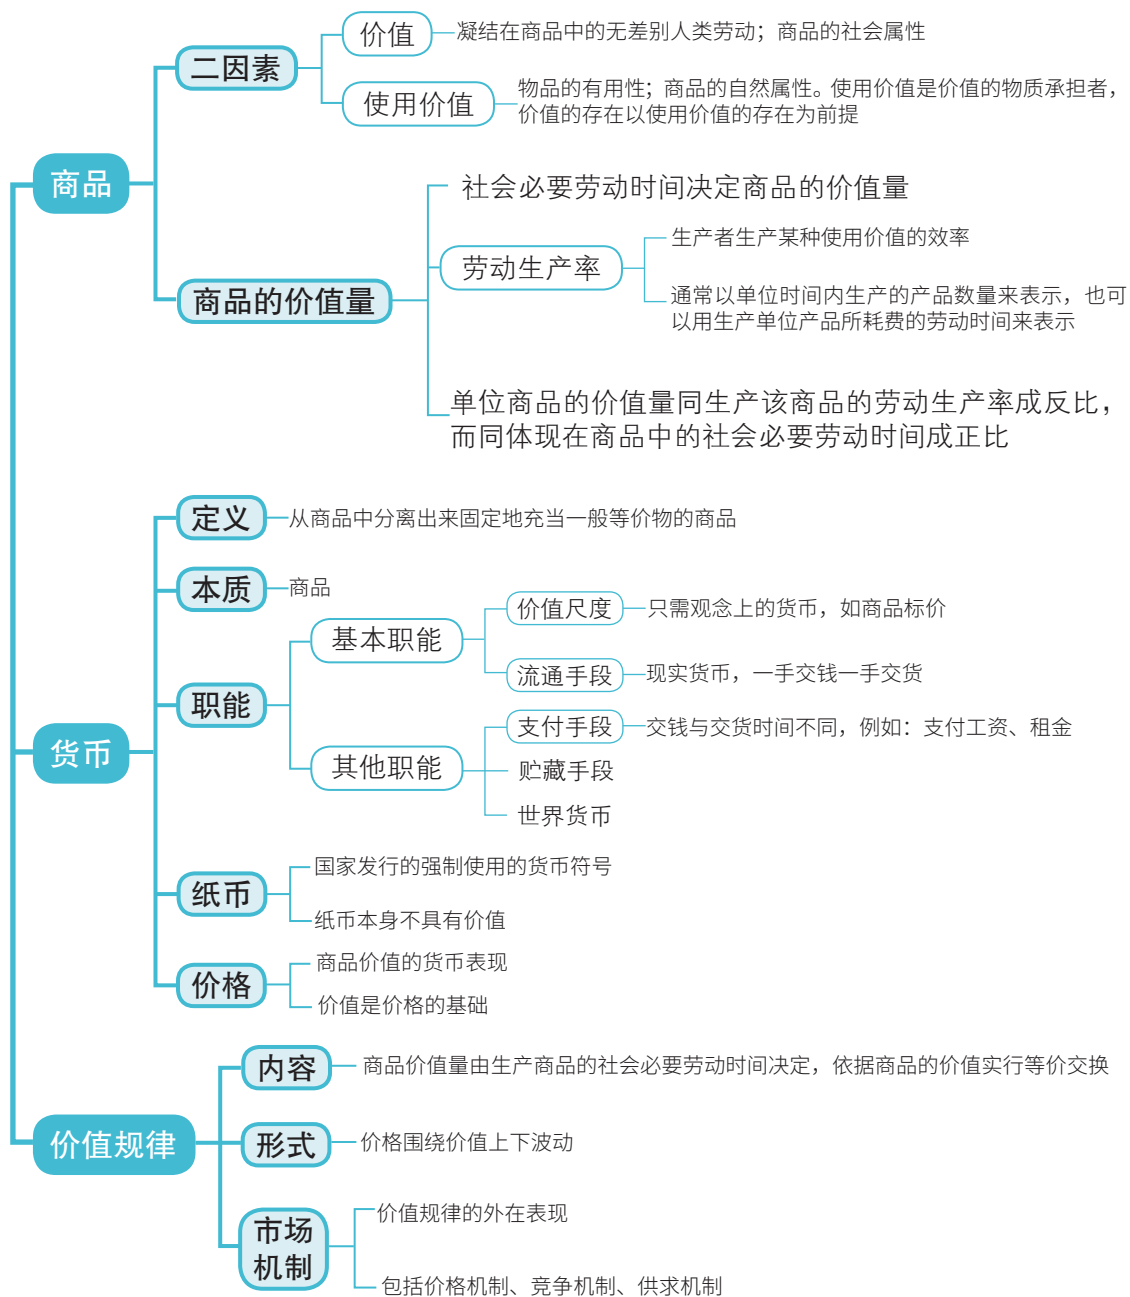 商品
二因素
价值
凝结在商品中的无差别人类劳动；商品的社会属性
使用价值
物品的有用性；商品的自然属性。使用价值是价值的物质承担者，
价值的存在以使用价值的存在为前提
商品的价值量
社会必要劳动时间决定商品的价值量
劳动生产率
生产者生产某种使用价值的效率
通常以单位时间内生产的产品数量来表示，也可
以用生产单位产品所耗费的劳动时间来表示
单位商品的价值量同生产该商品的劳动生产率成反比，
而同体现在商品中的社会必要劳动时间成正比
货币
定义
从商品中分离出来固定地充当一般等价物的商品
本质
商品
职能
基本职能
价值尺度
只需观念上的货币，如商品标价
流通手段
现实货币，一手交钱一手交货
其他职能
支付手段
交钱与交货时间不同，例如：支付工资、租金
贮藏手段
世界货币
纸币
国家发行的强制使用的货币符号
纸币本身不具有价值
价格
商品价值的货币表现
价值是价格的基础
价值规律
内容
商品价值量由生产商品的社会必要劳动时间决定，依据商品的价值实行等价交换
形式
价格围绕价值上下波动
市场
机制
价值规律的外在表现
包括价格机制、竞争机制、供求机制